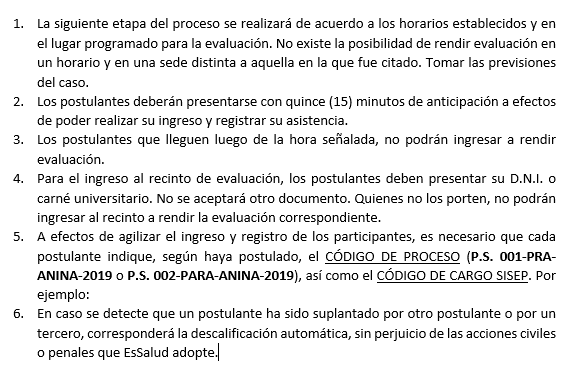 1. La siguiente etapa del proceso se realizará de acuerdo a los horarios establecidos y en
el lugar programado para la evaluación. No existe la posibilidad de rendir evaluación en
un horario y en una sede distinta a aquella en la que fue citado. Tomar las previsiones
del caso.
2. Los postulantes deberán presentarse con quince (15) minutos de anticipación a efectos
de poder realizar su ingreso y registrar su asistencia.
3. Los postulantes que lleguen luego de la hora señalada, no podrán ingresar a rendir
evaluación.
4. Para el ingreso al recinto de evaluación, los postulantes deben presentar su D.N.I. o
carné universitario. No se aceptará otro documento. Quienes no los porten, no podrán
ingresar al recinto a rendir la evaluación correspondiente.
5. A efectos de agilizar el ingreso y registro de los participantes, es necesario que cada
postulante indique, según haya postulado, el CÓDIGO DE PROCESO (P.S. 001-PRA-
ANINA-2019 o P.S. 002-PARA-ANINA-2019), así como el CÓDIGO DE CARGO SISEP. Por
ejemplo:
6. En caso se detecte que un postulante ha sido suplantado por otro postulante o por un
tercero, corresponderá la descalificación automática, sin perjuicio de las acciones civiles
o penales que EsSalud adopte.